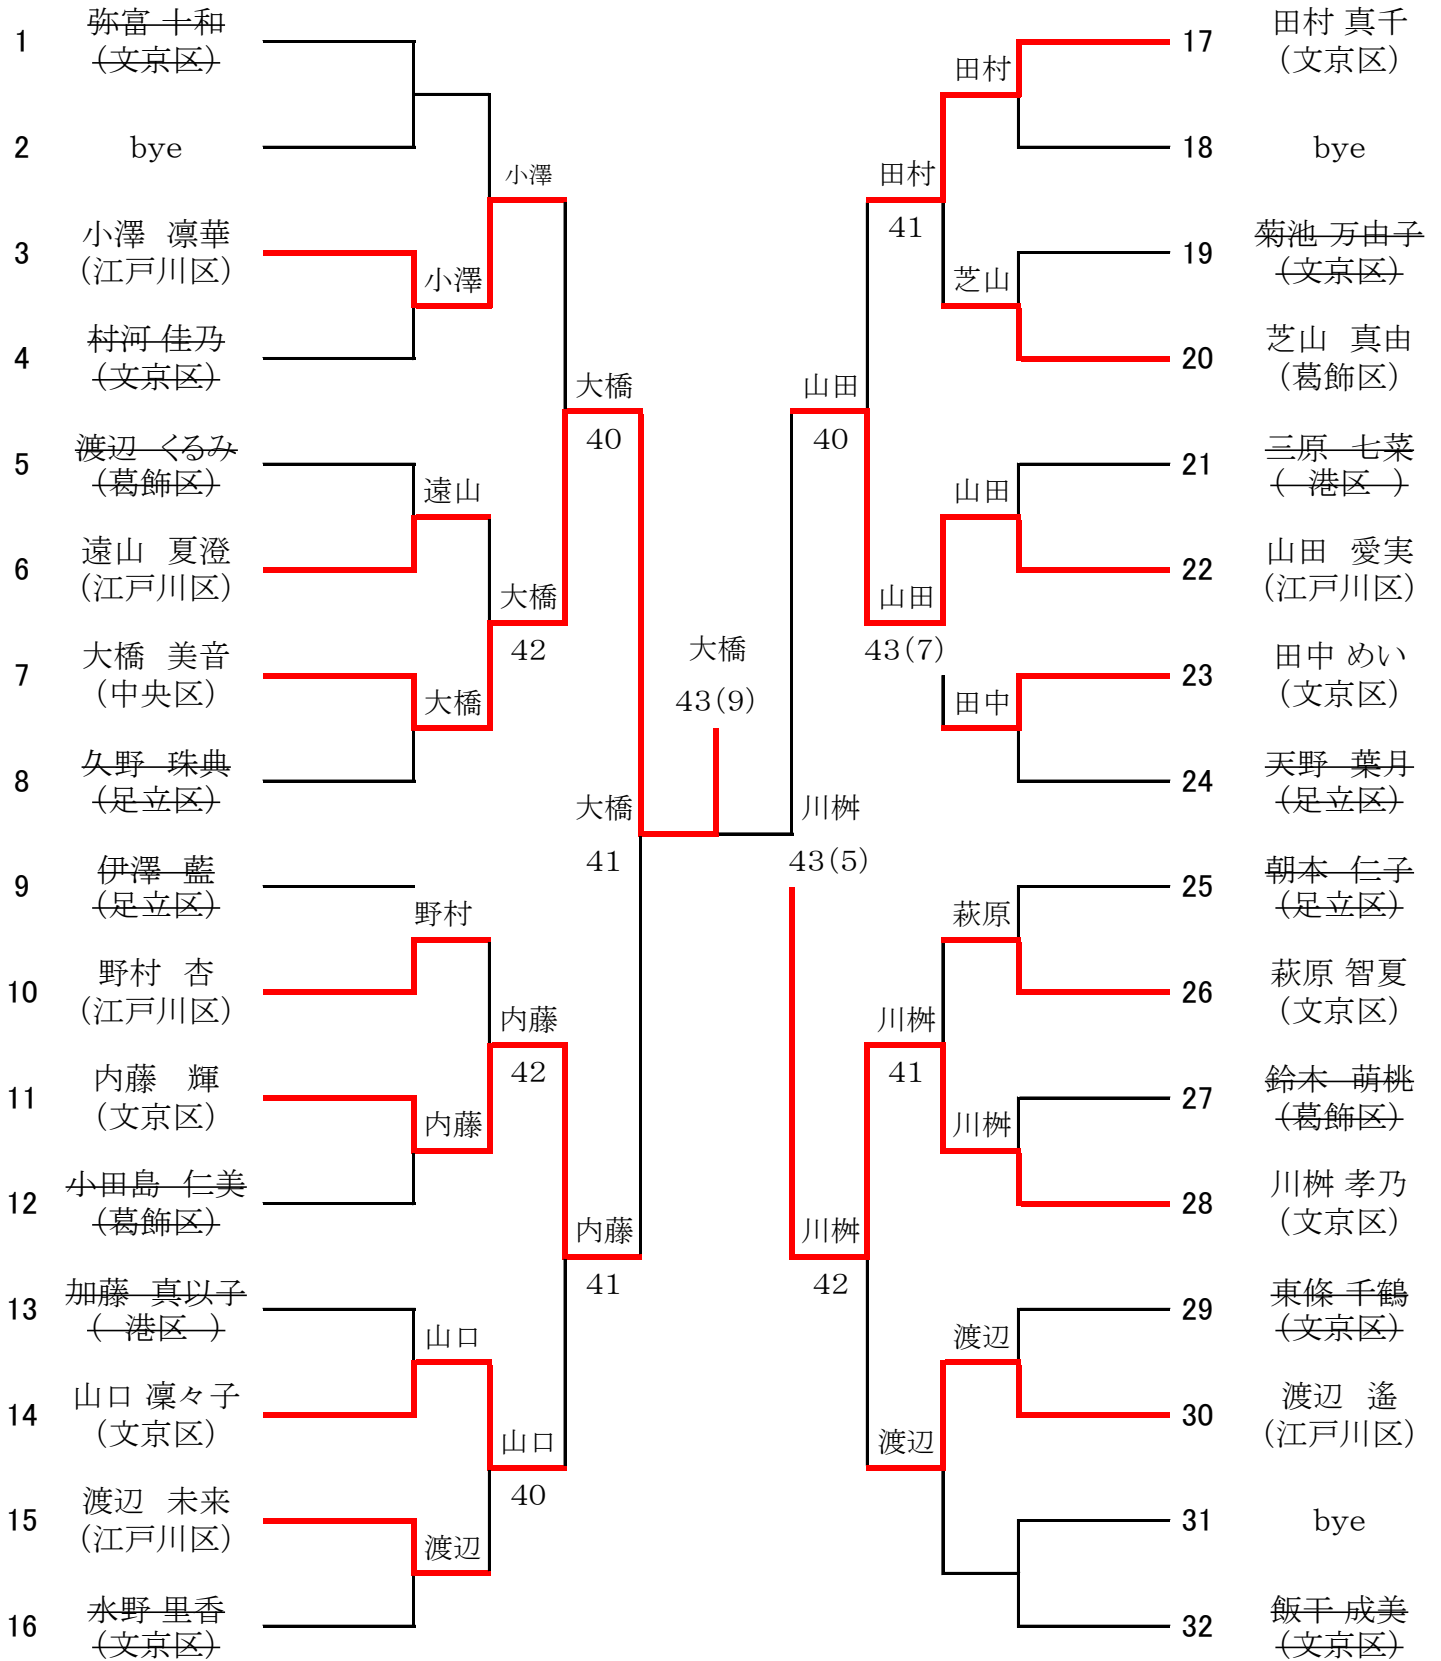 1 弥富 十和
(文京区)
2 bye
小澤
3 小澤 凛華
(江戸川区)
小澤
4 村河 佳乃
(文京区)
大橋
40
5 渡辺 くるみ
(葛飾区)
遠山
6 遠山 夏澄
(江戸川区)
大橋
42
7 大橋 美音
(中央区)
大橋
8 久野 珠典
(足立区)
大橋
41
9 伊澤 藍
(足立区)
野村
10 野村 杏
(江戸川区)
内藤
42
11 内藤 輝
(文京区)
内藤
12 小田島 仁美
(葛飾区)
内藤
41
13 加藤 真以子
( 港区 )
山口
14 山口 凜々子
(文京区)
山口
40
15 渡辺 未来
(江戸川区)
渡辺
16 水野 里香
(文京区)
大橋
43(9)
17 田村 真千
(文京区)
田村
18 bye
田村
41
19 菊池 万由子
(文京区)
芝山
20 芝山 真由
(葛飾区)
山田
40
21 三原 七菜
( 港区 )
山田
22 山田 愛実
(江戸川区)
山田
43(7)
23 田中 めい
(文京区)
田中
24 天野 葉月
(足立区)
川桝
43(5)
25 朝本 仁子
(足立区)
萩原
26 萩原 智夏
(文京区)
川桝
41
27 鈴木 萌桃
(葛飾区)
川桝
28 川桝 孝乃
(文京区)
川桝
42
29 東條 千鶴
(文京区)
渡辺
30 渡辺 遙
(江戸川区)
渡辺
31 bye
32 飯干 成美
(文京区)